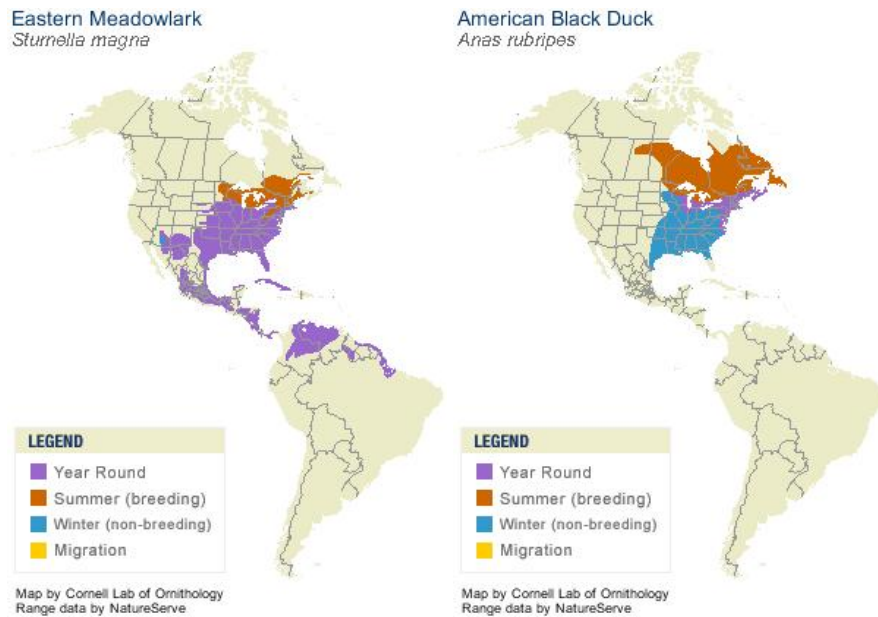 Eastern Meadowlark
Sturnella magna
LEGEND
Year Round
Summer (breeding)
Winter (non-breeding)
Migration
Map by Cornell Lab of Ornithology
Range data by NatureServe
American Black Duck
Anas rubripes
LEGEND
Year Round
Summer (breeding)
Winter (non-breeding)
Migration
Map by Cornell Lab of Ornithology
Range data by NatureServe